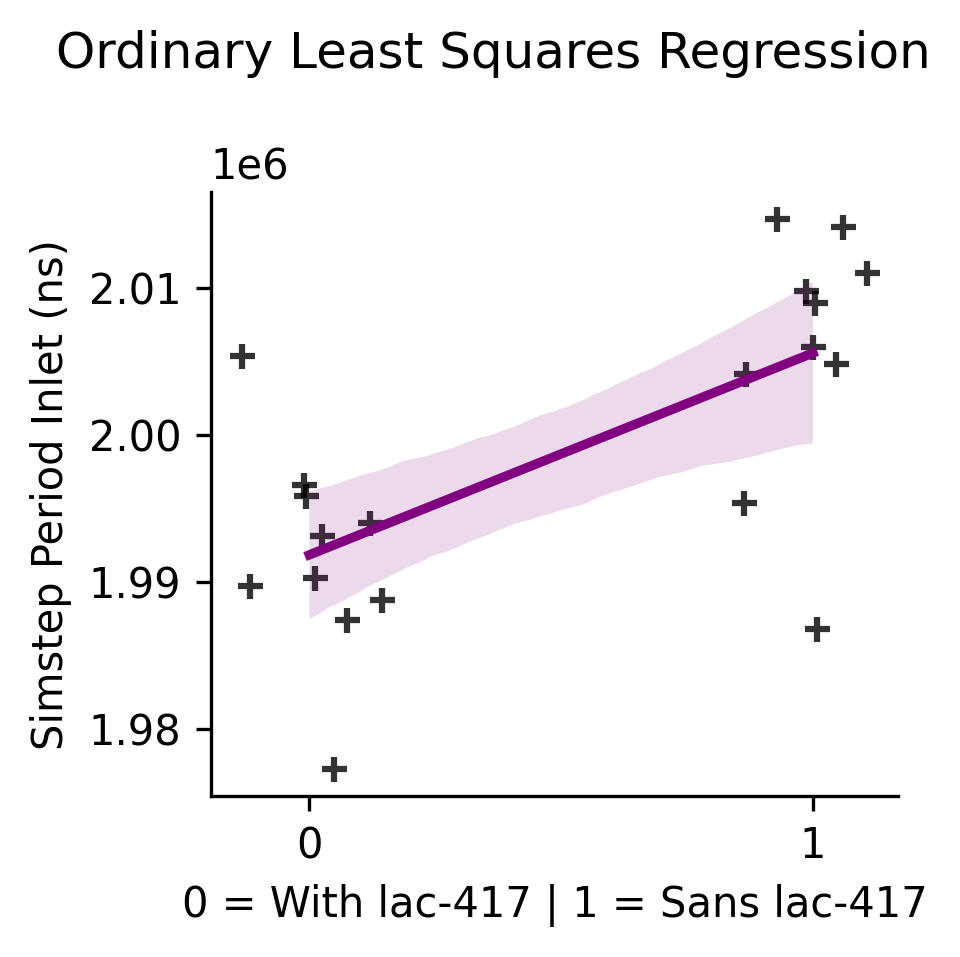 Ordinary Least Squares Regression
1e6
Simstep Period Inlet (ns)
2.01
2.00
1.99
1.98
0
1
0 = With lac-417 | 1 = Sans lac-417